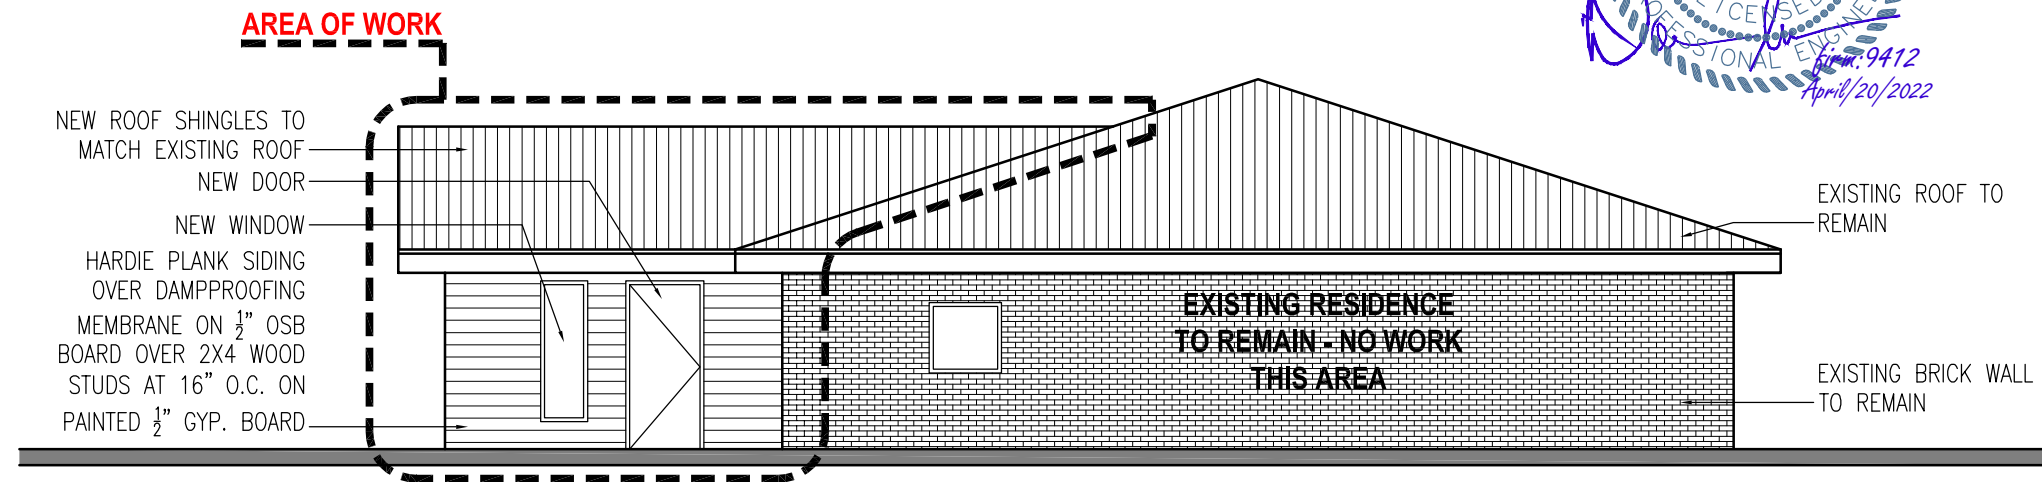 AREA OF WORK
NEW ROOF SHINGLES TO
MATCH EXISTING ROOF
NEW DOOR
NEW WINDOW
HARDIE PLANK SIDING
OVER DAMPPROOFING
MEMBRANE ON ½" OSB
BOARD OVER 2X4 WOOD
STUDS AT 16" O.C. ON
PAINTED ½" GYP. BOARD
EXISTING RESIDENCE
TO REMAIN - NO WORK
THIS AREA
LICENSED
PROFESSIONAL ENGINEER
firm:9412
April/20/2022
EXISTING ROOF TO
REMAIN
EXISTING BRICK WALL
TO REMAIN